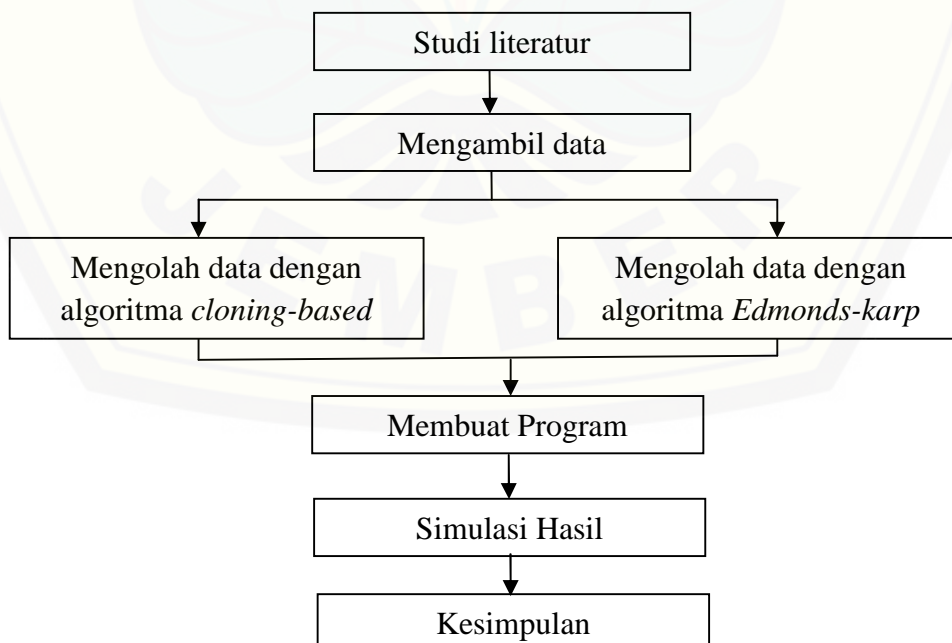 Studi literatur
Mengambil data
Mengolah data dengan
algoritma cloning-based
Mengolah data dengan
algoritma Edmonds-karp
JEMBER
Membuat Program
Simulasi Hasil
Kesimpulan